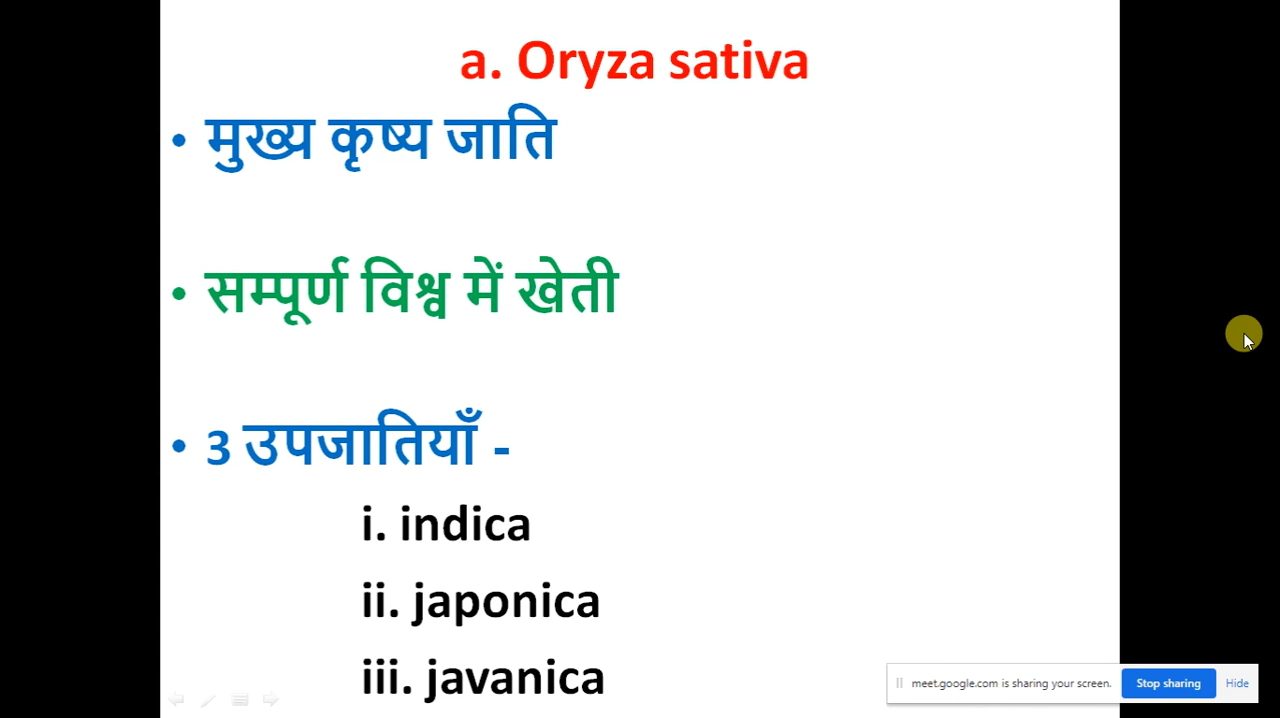 a. Oryza sativa
• मुख्य कृष्य जाति
• सम्पूर्ण विश्व में खेती
• 3 उपजातियाँ -
i. indica
ii. japonica
iii. javanica
meet.google.com is sharing your screen. Stop sharing Hide